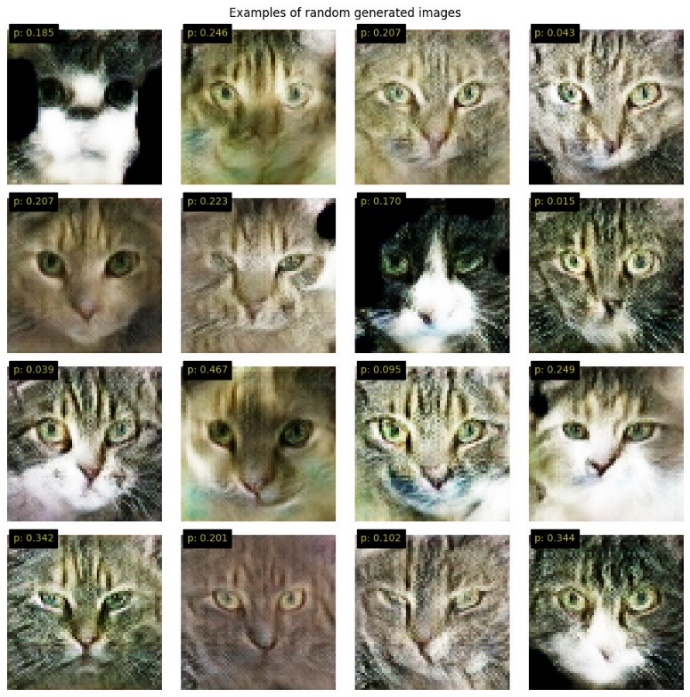 Examples of random generated images
p: 0.185
p: 0.246
p: 0.207
p: 0.043
p: 0.207
p: 0.223
p: 0.170
p: 0.015
p: 0.039
p: 0.467
p: 0.095
p: 0.249
p: 0.342
p: 0.201
p: 0.102
p: 0.344